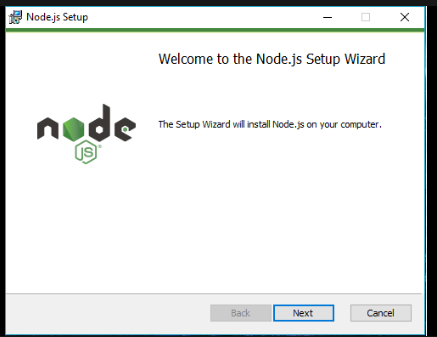 Node.js Setup
Welcome to the Node.js Setup Wizard
node
JS
The Setup Wizard will install Node.js on your computer.
Back
Next
Cancel